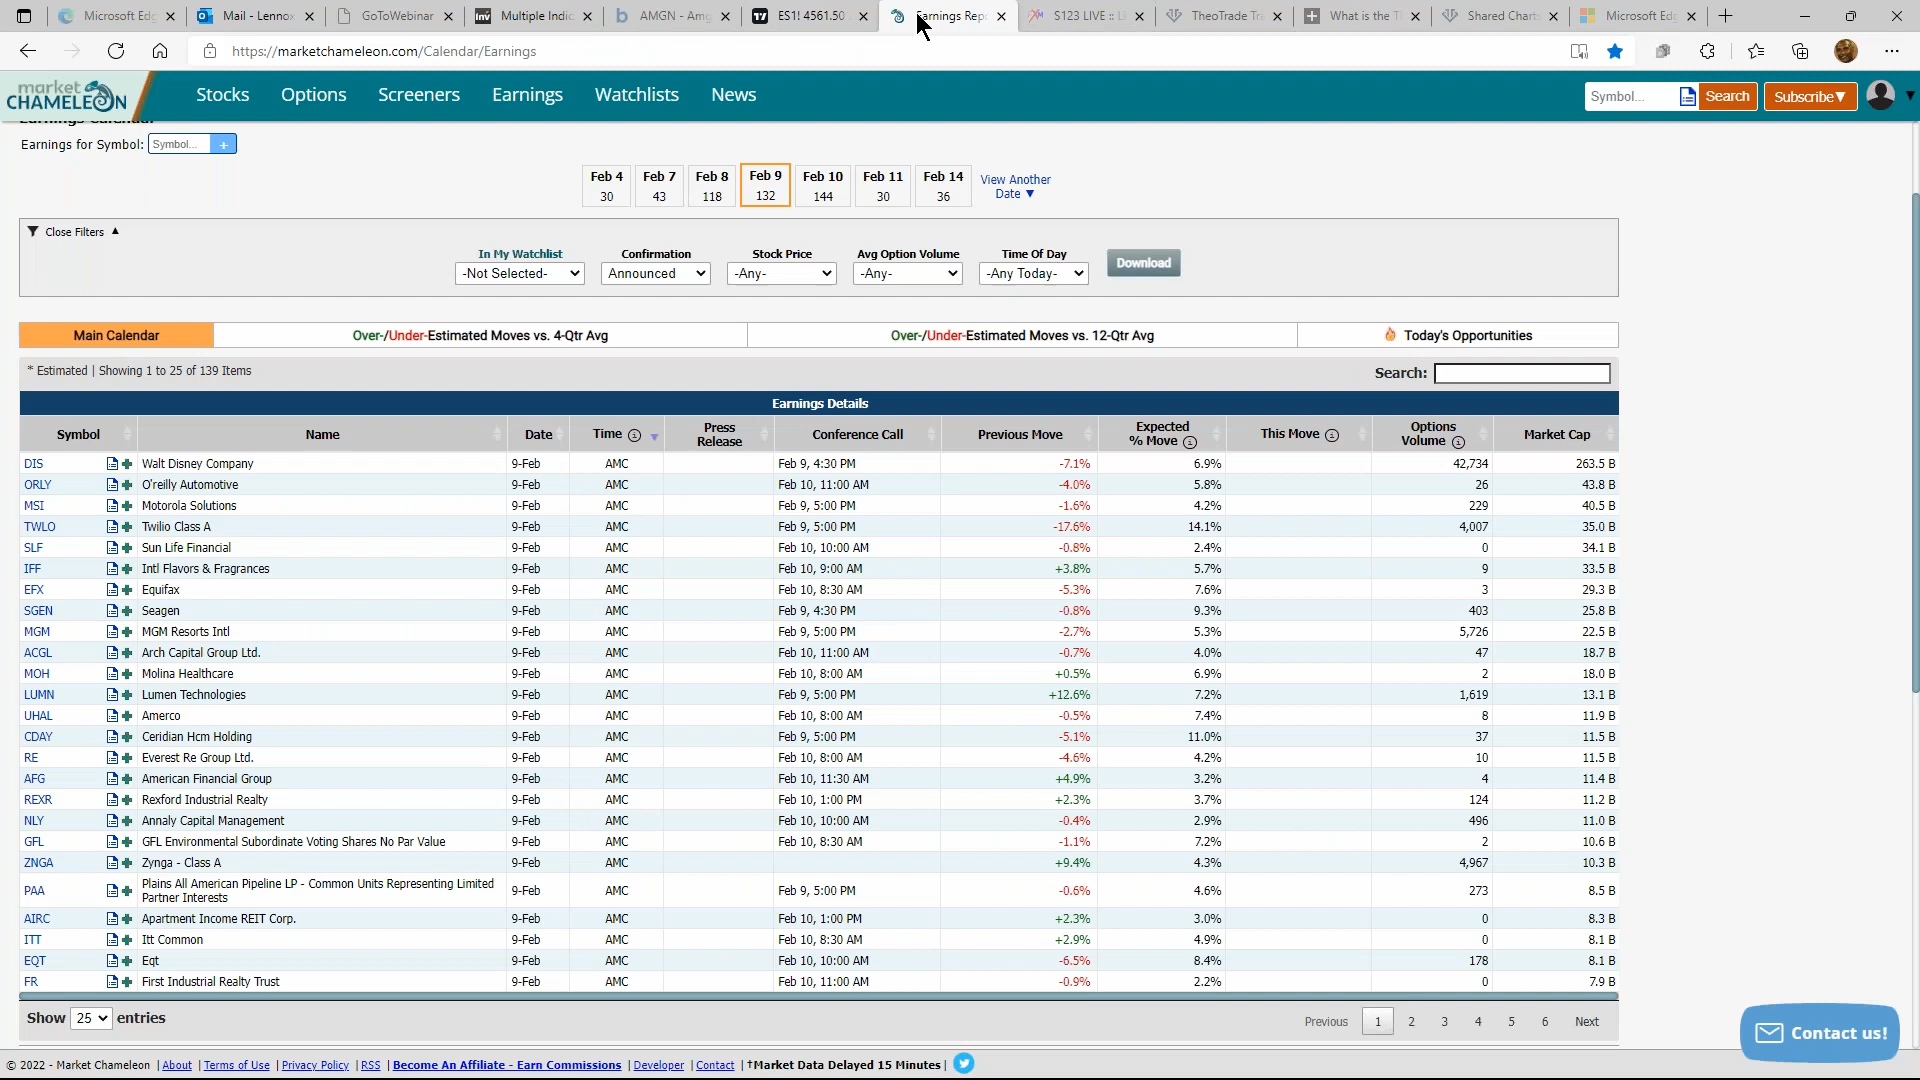 Microsoft Ed
Mail - Lenno
GoToWebinar
Multiple Indic
AMGN - Amg
ES1! 4561.50
Earnings Rep
S123 LIVE :: L
TheoTrade Tr
What is the T
Shared Chart
Microsoft Ed
https://marketchameleon.com/Calendar/Earnings
market
CHAMELEON
Stocks Options Screeners Earnings Watchlists News
Symbol... Search Subscribe▼
Earnings Calendar
Earnings for Symbol: Symbol... +
Feb 4 Feb 7 Feb 8 Feb 9 Feb 10 Feb 11 Feb 14 View Another
30 43 118 132 144 30 36 Date ▼
Close Filters ▲
In My Watchlist Confirmation Stock Price Avg Option Volume Time Of Day
-Not Selected- Announced -Any- -Any- -Any Today- Download
Main Calendar Over-/Under-Estimated Moves vs. 4-Qtr Avg Over-/Under-Estimated Moves vs. 12-Qtr Avg Today's Opportunities
* Estimated | Showing 1 to 25 of 139 Items Search:
Earnings Details
Symbol Name Date Time Press Release Conference Call Previous Move Expected % Move This Move Options Volume Market Cap
DIS Walt Disney Company 9-Feb AMC Feb 9, 4:30 PM -7.1% 6.9% 42,734 263.5 B
ORLY O'reilly Automotive 9-Feb AMC Feb 10, 11:00 AM -4.0% 5.8% 26 43.8 B
MSI Motorola Solutions 9-Feb AMC Feb 9, 5:00 PM -1.6% 4.2% 229 40.5 B
TWLO Twilio Class A 9-Feb AMC Feb 9, 5:00 PM -17.6% 14.1% 4,007 35.0 B
SLF Sun Life Financial 9-Feb AMC Feb 10, 10:00 AM -0.8% 2.4% 0 34.1 B
IFF Intl Flavors & Fragrances 9-Feb AMC Feb 10, 9:00 AM +3.8% 5.7% 9 33.5 B
EFX Equifax 9-Feb AMC Feb 10, 8:30 AM -5.3% 7.6% 3 29.3 B
SGEN Seagen 9-Feb AMC Feb 9, 4:30 PM -0.8% 9.3% 403 25.8 B
MGM MGM Resorts Intl 9-Feb AMC Feb 9, 5:00 PM -2.7% 5.3% 5,726 22.5 B
ACGL Arch Capital Group Ltd. 9-Feb AMC Feb 10, 11:00 AM -0.7% 4.0% 47 18.7 B
MOH Molina Healthcare 9-Feb AMC Feb 10, 8:00 AM +0.5% 6.9% 2 18.0 B
LUMN Lumen Technologies 9-Feb AMC Feb 9, 5:00 PM +12.6% 7.2% 1,619 13.1 B
UHAL Amerco 9-Feb AMC Feb 10, 8:00 AM -0.5% 7.4% 8 11.9 B
CDAY Ceridian Hcm Holding 9-Feb AMC Feb 9, 5:00 PM -5.1% 11.0% 37 11.5 B
RE Everest Re Group Ltd. 9-Feb AMC Feb 10, 8:00 AM -4.6% 4.2% 10 11.5 B
AFG American Financial Group 9-Feb AMC Feb 10, 11:30 AM +4.9% 3.2% 4 11.4 B
REXR Rexford Industrial Realty 9-Feb AMC Feb 10, 1:00 PM +2.3% 3.7% 124 11.2 B
NLY Annaly Capital Management 9-Feb AMC Feb 10, 10:00 AM -0.4% 2.9% 496 11.0 B
GFL GFL Environmental Subordinate Voting Shares No Par Value 9-Feb AMC Feb 10, 8:30 AM -1.1% 7.2% 2 10.6 B
ZNGA Zynga - Class A 9-Feb AMC +9.4% 4.3% 4,967 10.3 B
PAA Plains All American Pipeline LP - Common Units Representing Limited Partner Interests 9-Feb AMC Feb 9, 5:00 PM -0.6% 4.6% 273 8.5 B
AIRC Apartment Income REIT Corp. 9-Feb AMC Feb 10, 1:00 PM +2.3% 3.0% 0 8.3 B
ITT Itt Common 9-Feb AMC Feb 10, 8:30 AM +2.9% 4.9% 0 8.1 B
EQT Eqt 9-Feb AMC Feb 10, 10:00 AM -6.5% 8.4% 178 8.1 B
FR First Industrial Realty Trust 9-Feb AMC Feb 10, 11:00 AM -0.9% 2.2% 0 7.9 B
Show 25 entries Previous 1 2 3 4 5 6 Next
Contact us!
© 2022 - Market Chameleon | About | Terms of Use | Privacy Policy | RSS | Become An Affiliate - Earn Commissions | Developer | Contact | †Market Data Delayed 15 Minutes |